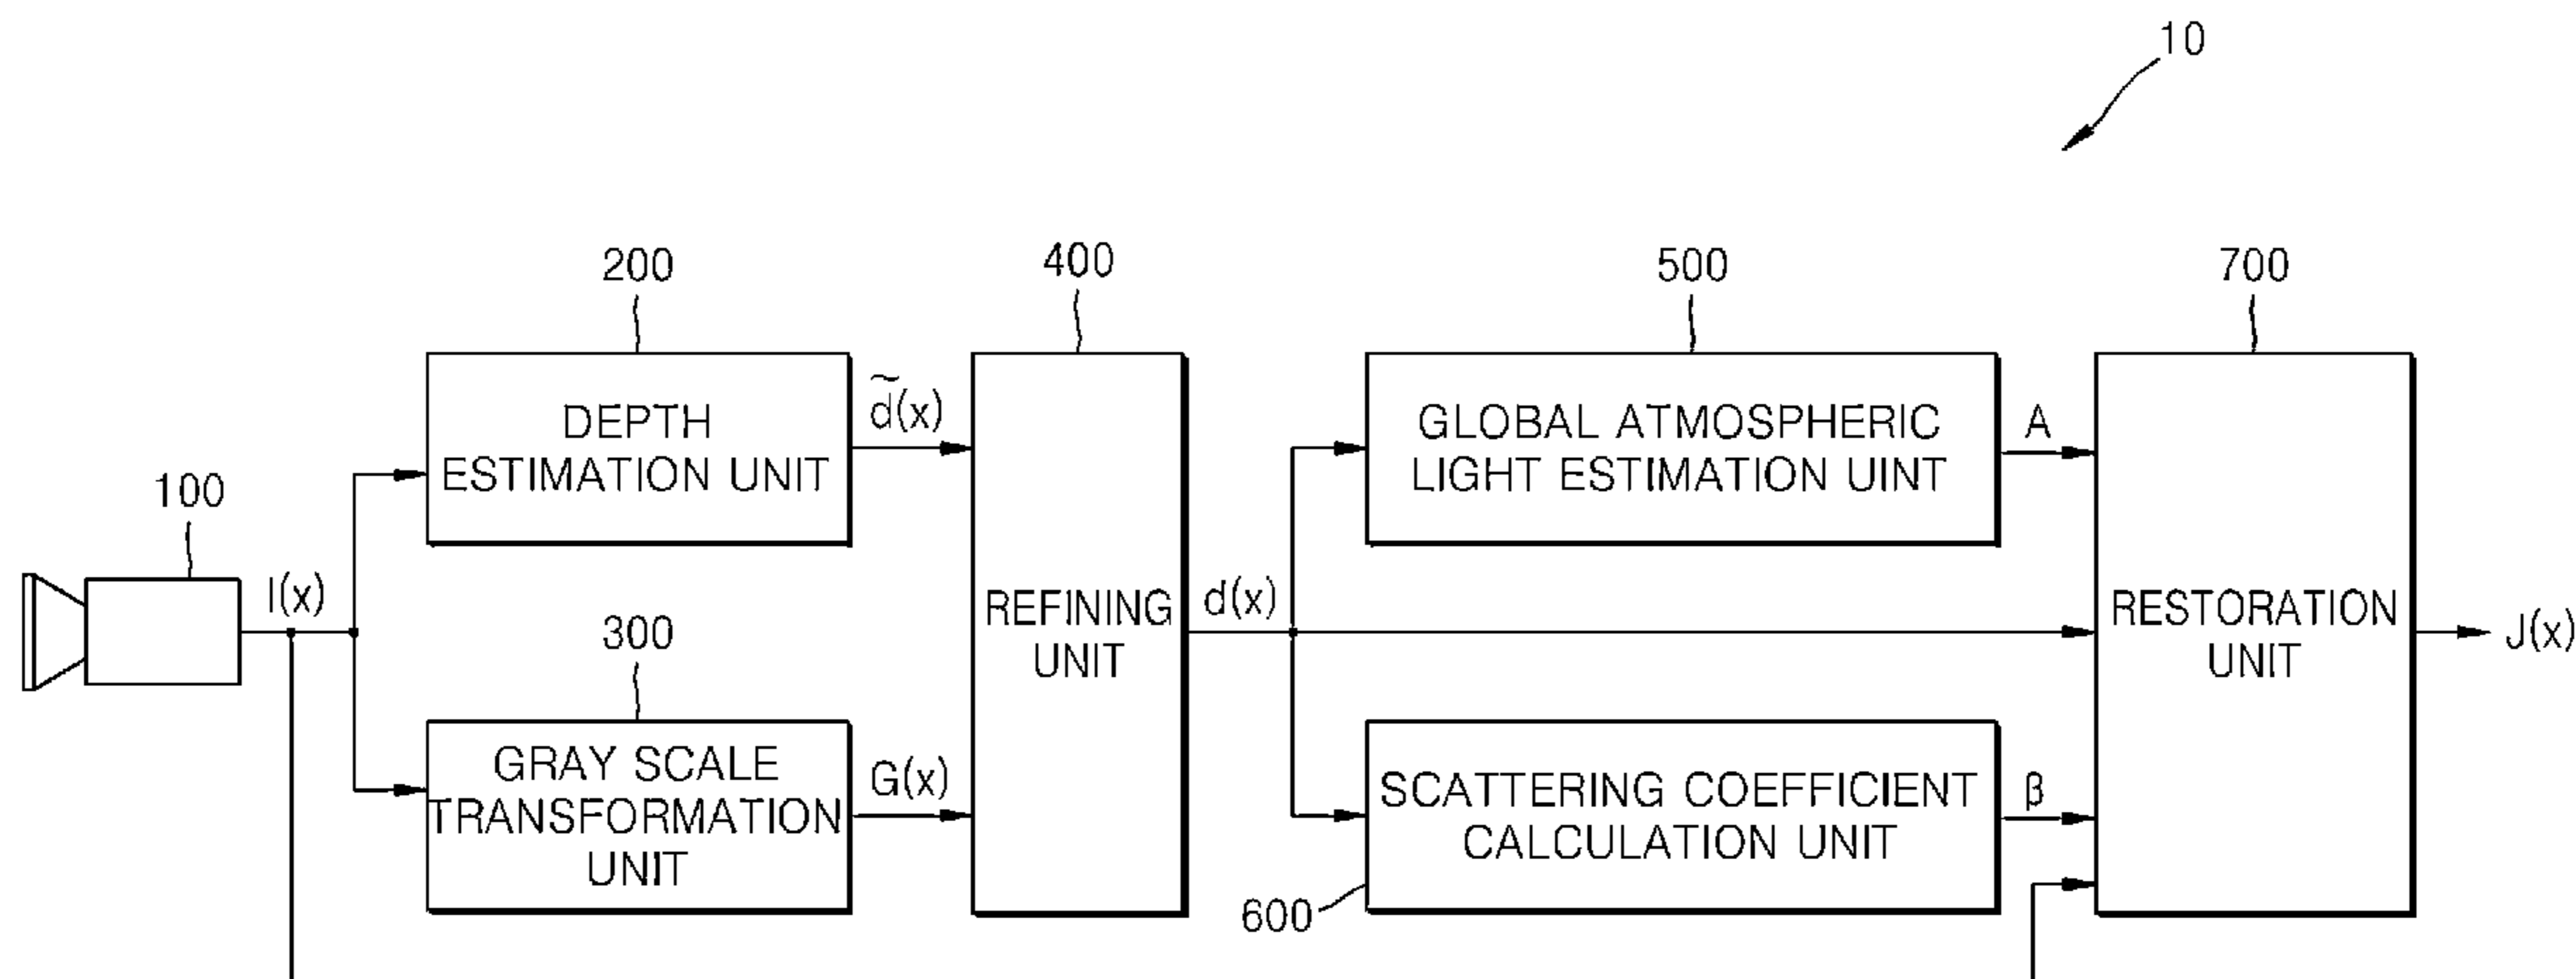 10
200
400
500
700
DEPTH
ESTIMATION UNIT
d̃(x)
GLOBAL ATMOSPHERIC
LIGHT ESTIMATION UINT
A
100
I(x)
REFINING
UNIT
d(x)
RESTORATION
UNIT
J(x)
300
GRAY SCALE
TRANSFORMATION
UNIT
G(x)
SCATTERING COEFFICIENT
CALCULATION UNIT
β
600